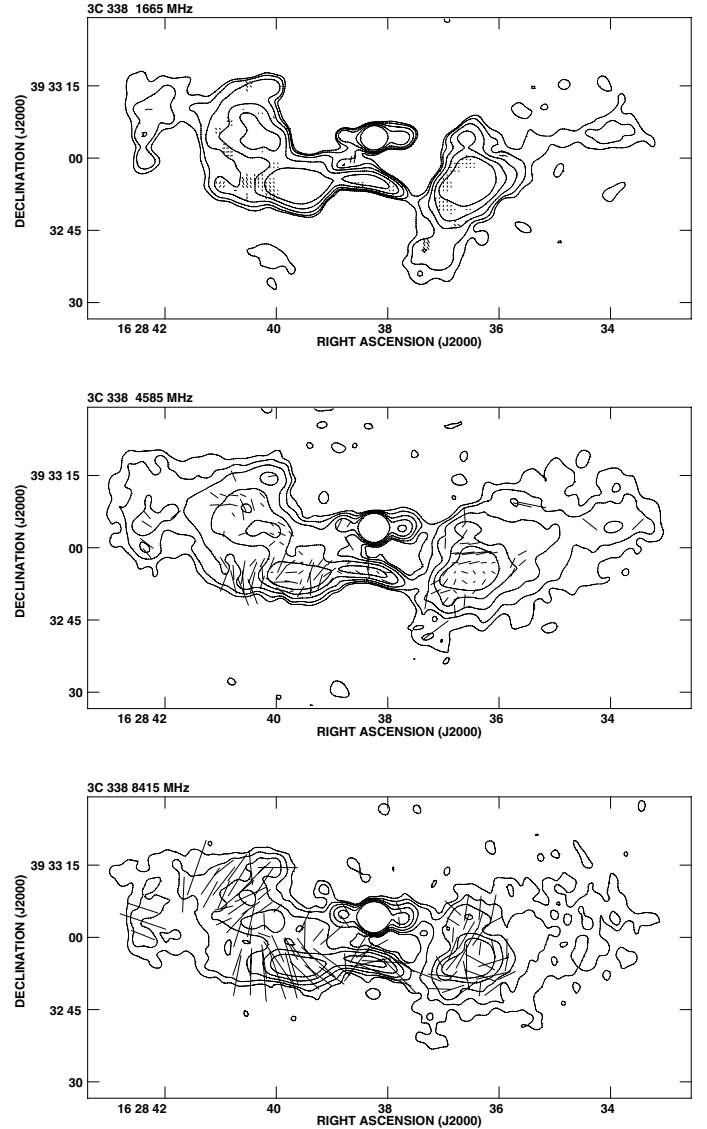 3C 338 1665 MHz
DECLINATION (J2000)
39 33 15
00
32 45
30
16 28 42 40 38 36 34
RIGHT ASCENSION (J2000)
3C 338 4585 MHz
DECLINATION (J2000)
39 33 15
00
32 45
30
16 28 42 40 38 36 34
RIGHT ASCENSION (J2000)
3C 338 8415 MHz
DECLINATION (J2000)
39 33 15
00
32 45
30
16 28 42 40 38 36 34
RIGHT ASCENSION (J2000)